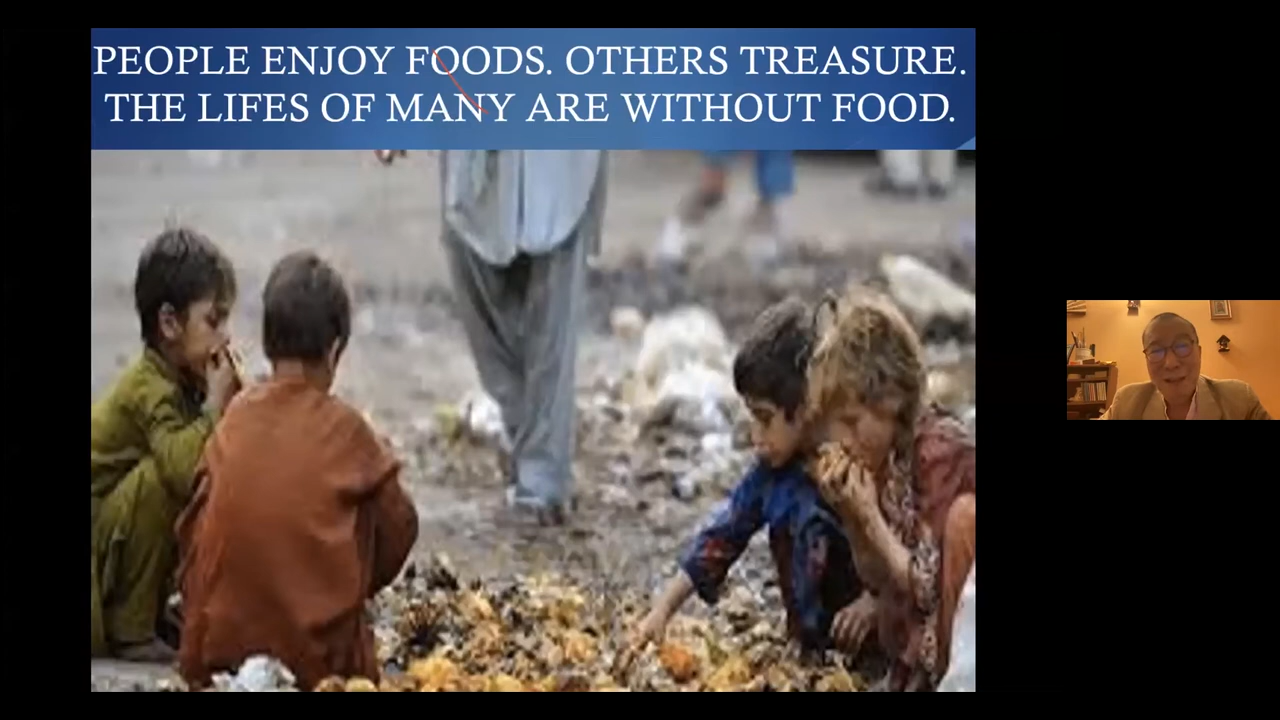 PEOPLE ENJOY FOODS. OTHERS TREASURE.
THE LIFES OF MANY ARE WITHOUT FOOD.